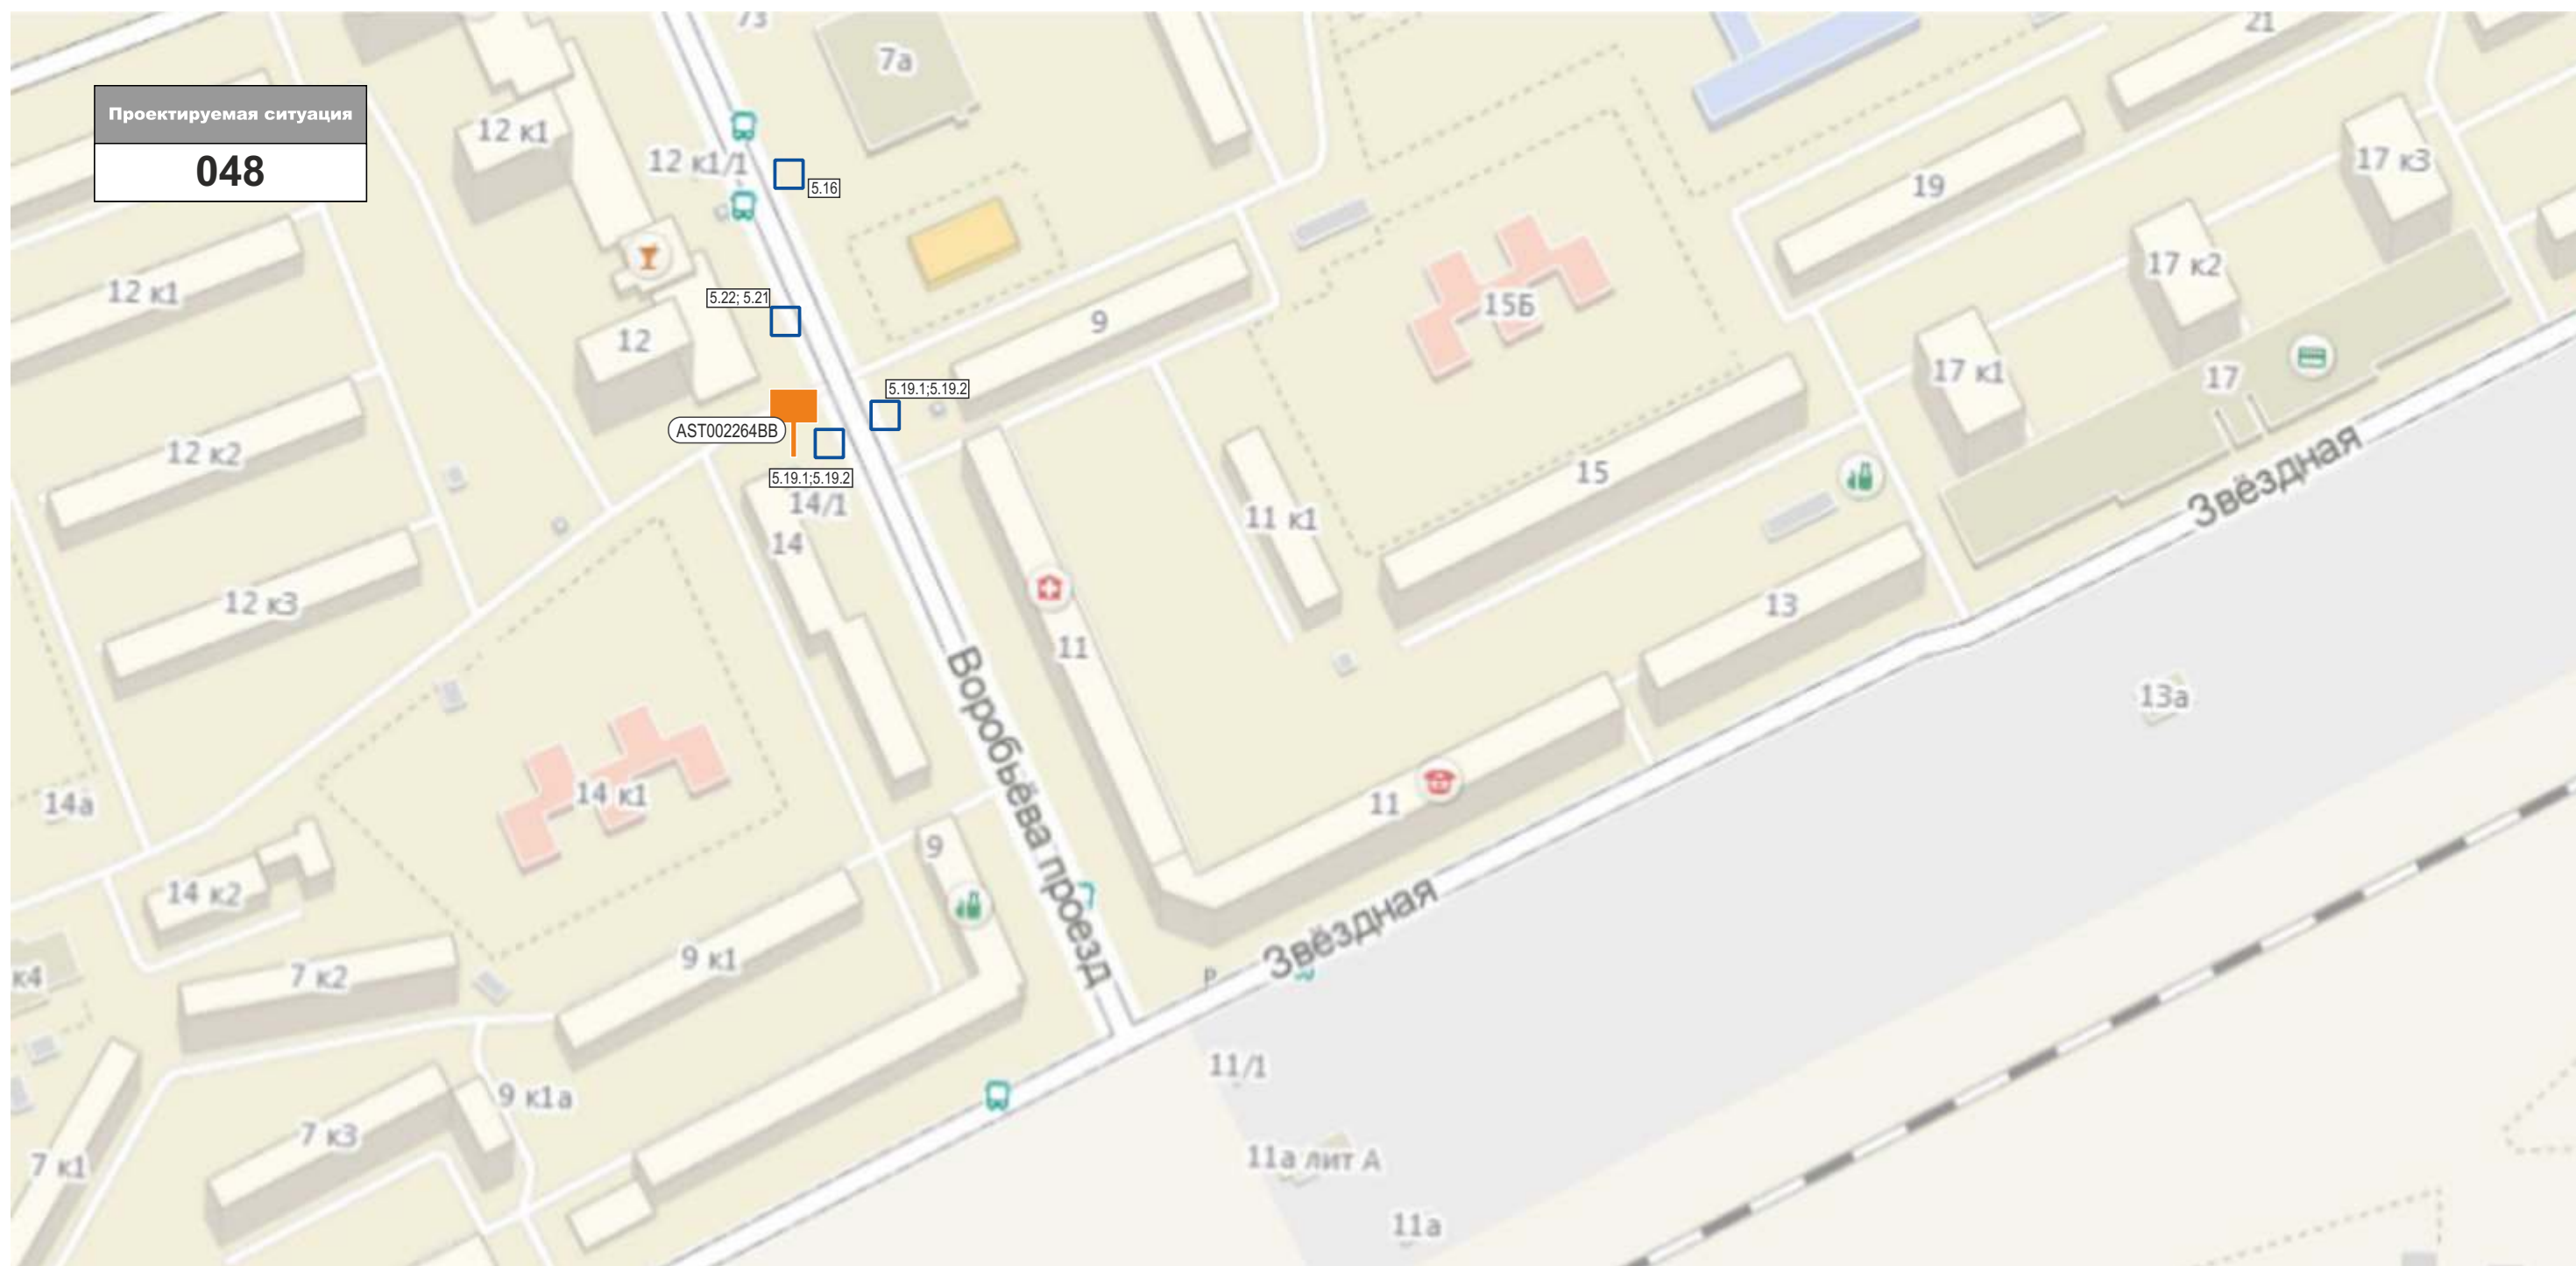 73
7а
21
Проектируемая ситуация
048
12 к1
12 к1/1
5.16
17 к3
19
12 к1
5.22; 5.21
12
9
15Б
17 к2
17 к1
17
5.19.1;5.19.2
AST002264BB
5.19.1;5.19.2
14/1
14
12 к2
12 к3
11 к1
15
Звёздная
11
13
13а
Воробьёва проезд
14а
14 к1
11
9
14 к2
к4
7 к2
9 к1
Звёздная
P
11/1
9 к1а
7 к3
7 к1
11а лит А
11а